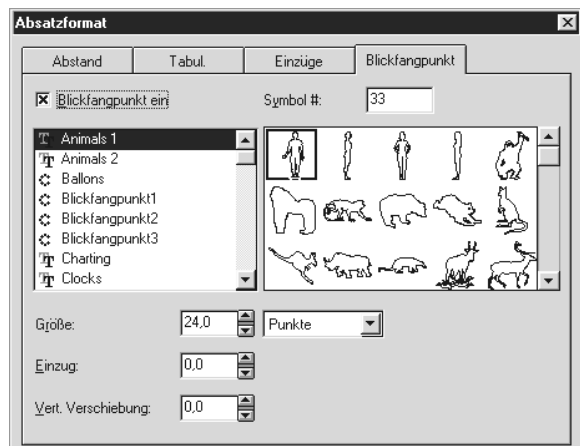 Absatzformat
Abstand Tabul. Einzüge Blickfangpunkt
Blickfangpunkt ein Symbol #: 33
Animals 1
Animals 2
Ballons
Blickfangpunkt1
Blickfangpunkt2
Blickfangpunkt3
Charting
Clocks
Größe: 24,0 Punkte
Einzug: 0,0
Vert. Verschiebung: 0,0